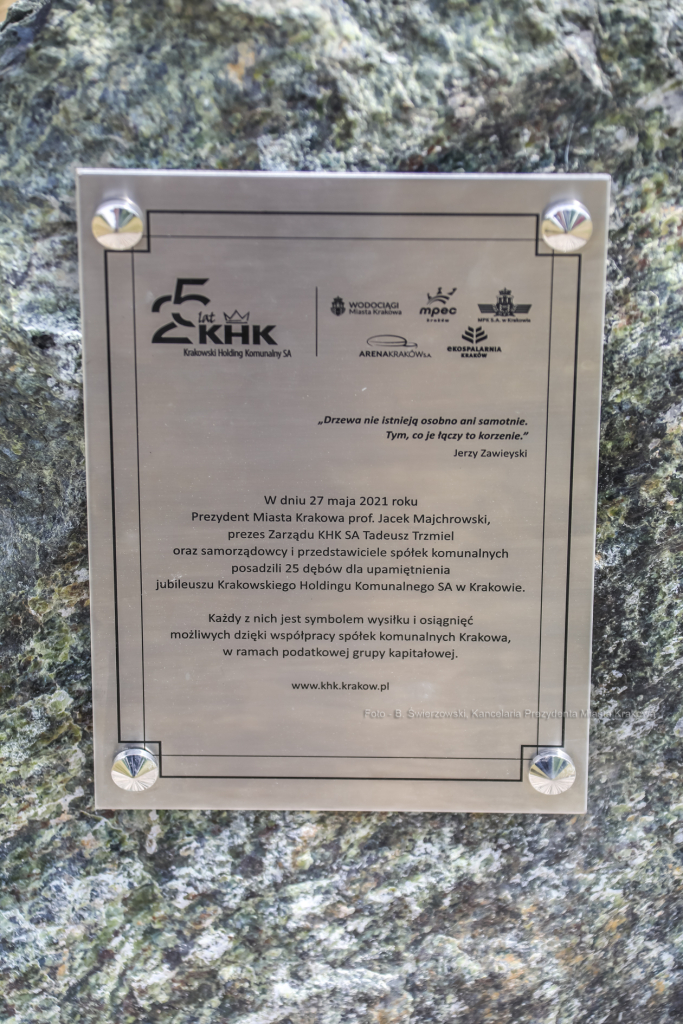 25 lat
KHK
Krakowski Holding Komunalny SA
WODOCIĄGI
Miasta Krakowa
mpec
Kraków
MPK S.A. w Krakowie
ARENA KRAKÓW S.A.
eKOSPALARNIA
KRAKÓW
„Drzewa nie istnieją osobno ani samotnie.
Tym, co je łączy to korzenie.”
Jerzy Zawieyski
W dniu 27 maja 2021 roku
Prezydent Miasta Krakowa prof. Jacek Majchrowski,
prezes Zarządu KHK SA Tadeusz Trzmiel
oraz samorządowcy i przedstawiciele spółek komunalnych
posadzili 25 dębów dla upamiętnienia
jubileuszu Krakowskiego Holdingu Komunalnego SA w Krakowie.
Każdy z nich jest symbolem wysiłku i osiągnięć
możliwych dzięki współpracy spółek komunalnych Krakowa,
w ramach podatkowej grupy kapitałowej.
www.khk.krakow.pl
Foto - B. Świerzowski, Kancelaria Prezydenta Miasta Krakowa